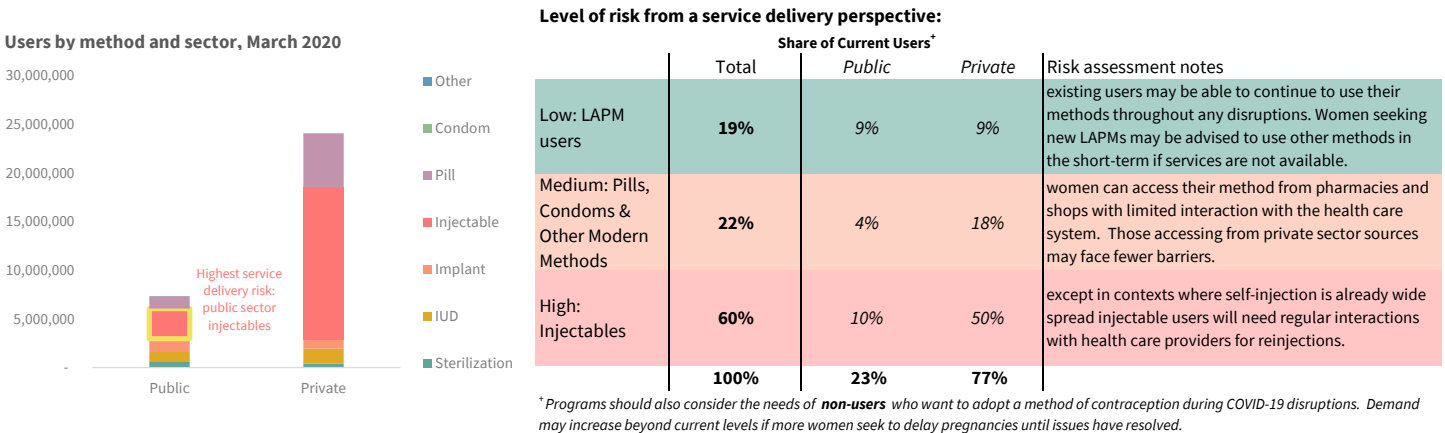 Level of risk from a service delivery perspective:
Users by method and sector, March 2020
30,000,000
25,000,000
20,000,000
15,000,000
10,000,000
5,000,000
-
Public
Private
Highest service
delivery risk:
public sector
injectables
Other
Condom
Pill
Injectable
Implant
IUD
Sterilization
Share of Current Users+
Total Public Private Risk assessment notes
Low: LAPM
users
19% 9% 9%
existing users may be able to continue to use their
methods throughout any disruptions. Women seeking
new LAPMs may be advised to use other methods in
the short-term if services are not available.
Medium: Pills,
Condoms &
Other Modern
Methods
22% 4% 18%
women can access their method from pharmacies and
shops with limited interaction with the health care
system. Those accessing from private sector sources
may face fewer barriers.
High:
Injectables
60% 10% 50%
except in contexts where self-injection is already wide
spread injectable users will need regular interactions
with health care providers for reinjections.
100% 23% 77%
+Programs should also consider the needs of non-users who want to adopt a method of contraception during COVID-19 disruptions. Demand
may increase beyond current levels if more women seek to delay pregnancies until issues have resolved.